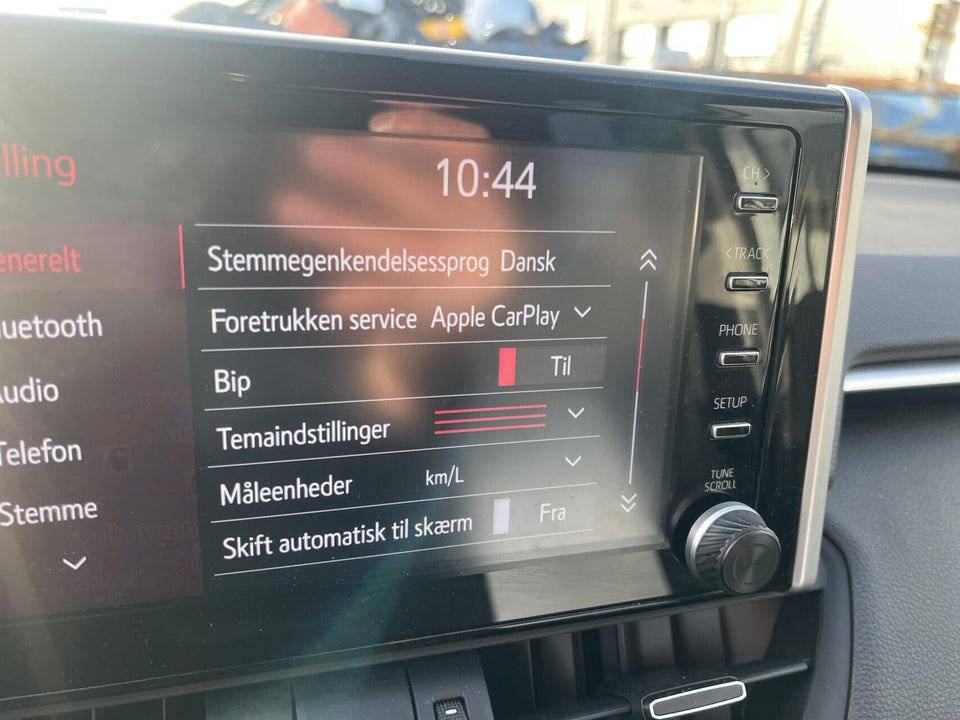 lling
10:44
enerelt
Stemmegenkendelsessprog Dansk
uetooth
Foretrukken service Apple CarPlay
udio
Bip Til
Telefon
Temaindstillinger
Stemme
Måleenheder km/L
Skift automatisk til skærm Fra
CH >
< TRACK
PHONE
SETUP
TUNE
SCROLL